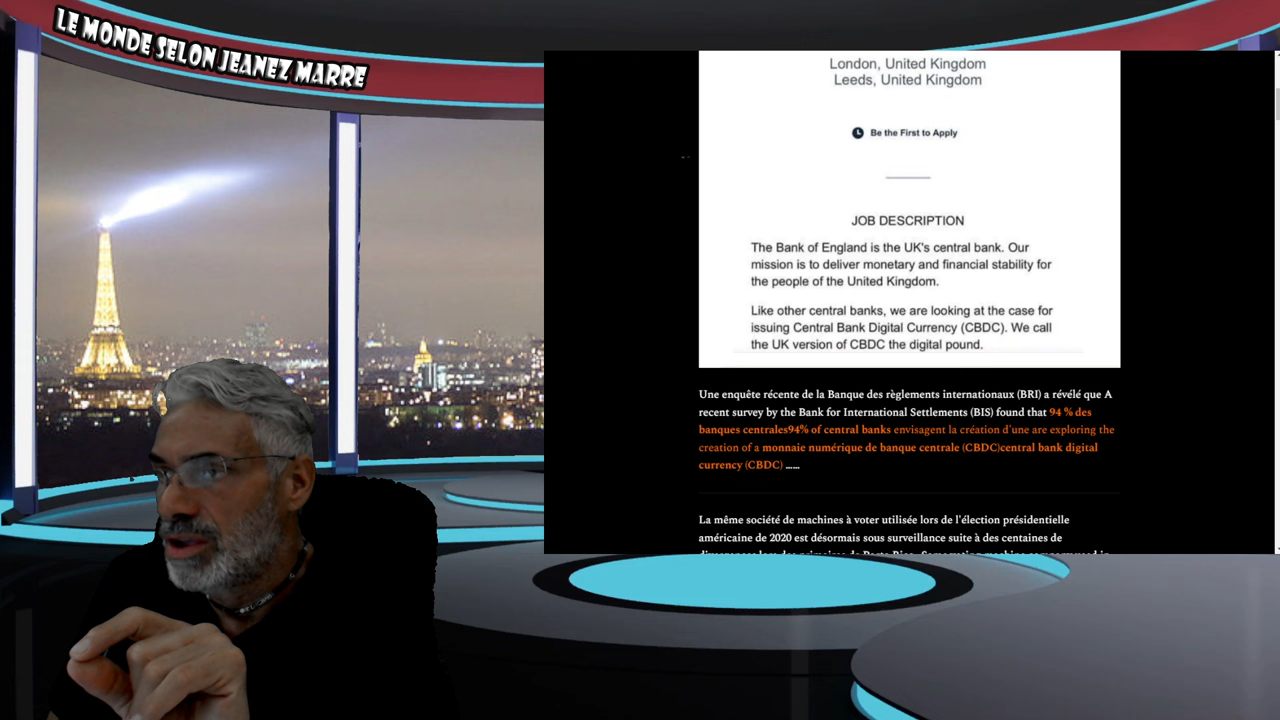 LE MONDE SELON JEANEZ MARRE
London, United Kingdom
Leeds, United Kingdom
Be the First to Apply
JOB DESCRIPTION
The Bank of England is the UK's central bank. Our
mission is to deliver monetary and financial stability for
the people of the United Kingdom.
Like other central banks, we are looking at the case for
issuing Central Bank Digital Currency (CBDC). We call
the UK version of CBDC the digital pound.
Une enquête récente de la Banque des règlements internationaux (BRI) a révélé que A
recent survey by the Bank for International Settlements (BIS) found that 94 % des
banques centrales94% of central banks envisagent la création d'une are exploring the
creation of a monnaie numérique de banque centrale (CBDC)central bank digital
currency (CBDC) ......
La même société de machines à voter utilisée lors de l'élection présidentielle
américaine de 2020 est désormais sous surveillance suite à des centaines de